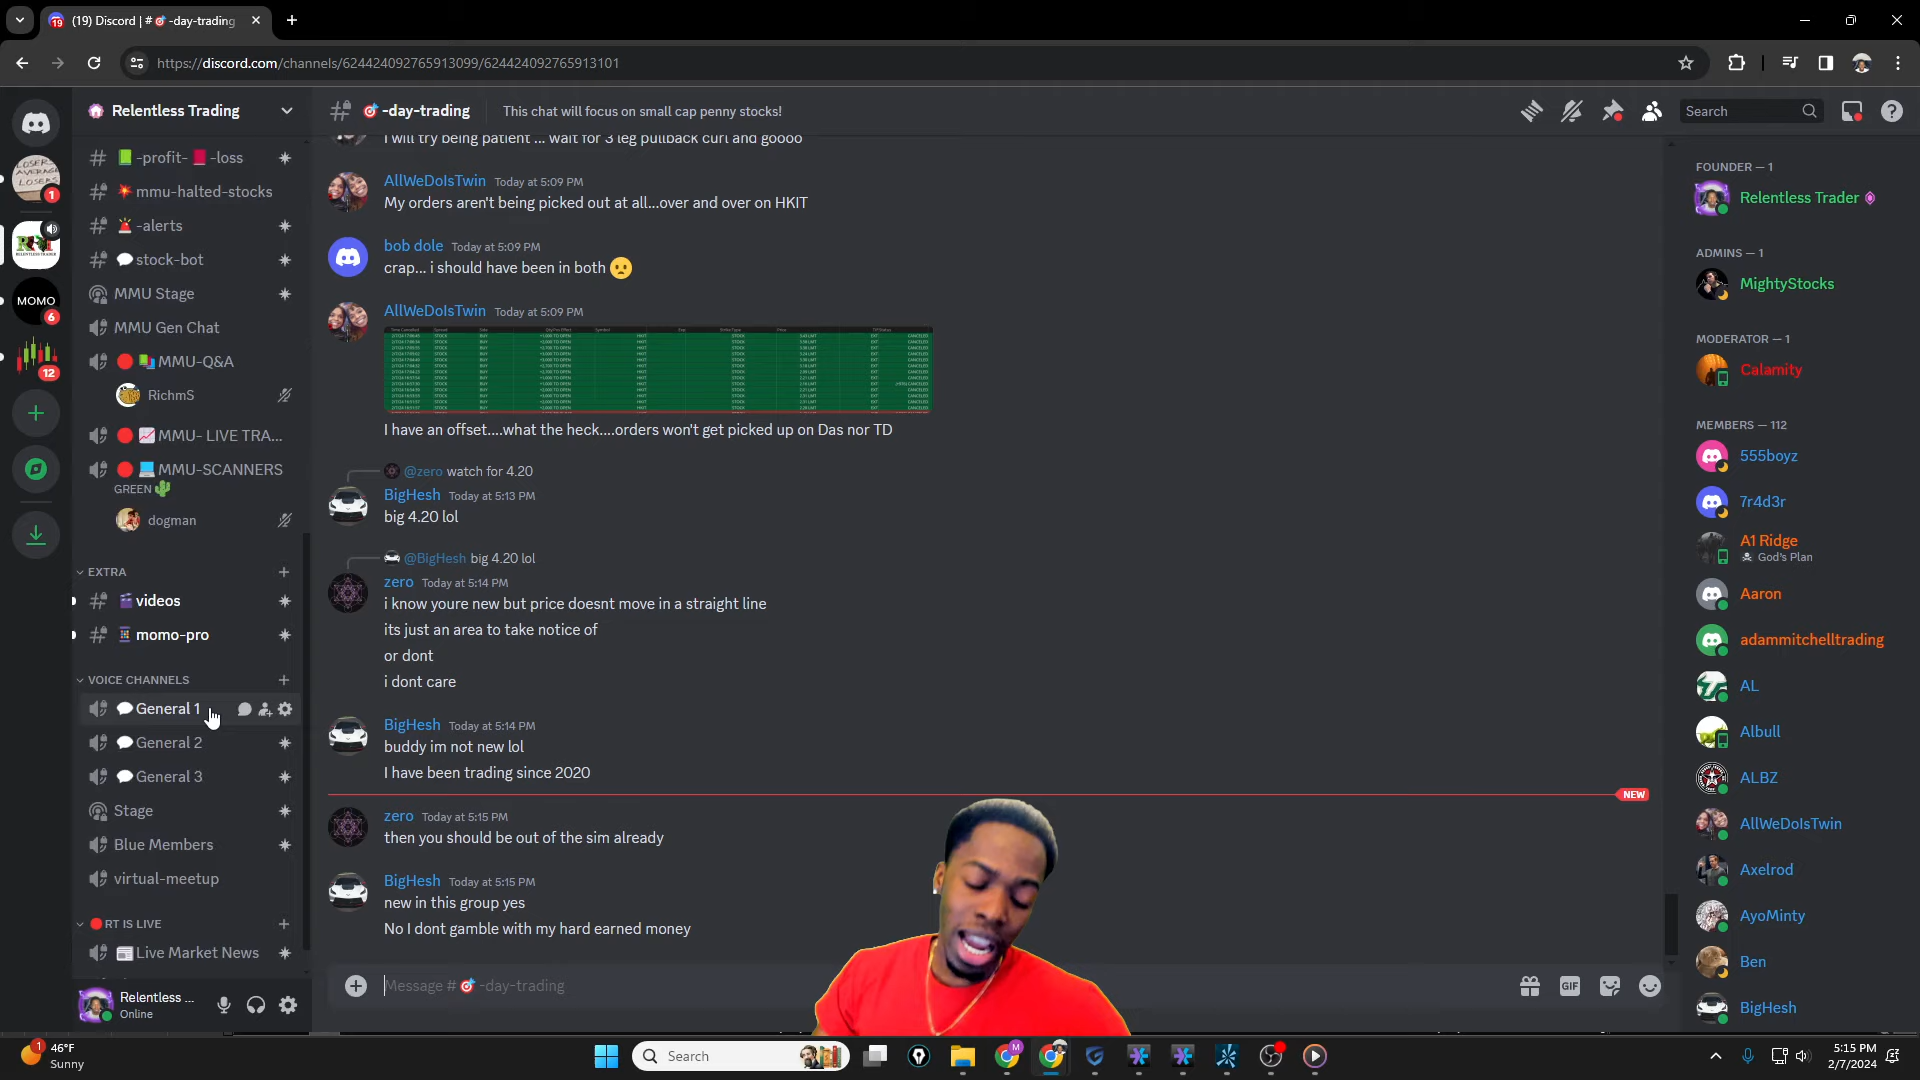 (19) Discord | # -day-trading
https://discord.com/channels/624424092765913099/624424092765913101
Relentless Trading
-profit- -loss
mmu-halted-stocks
-alerts
stock-bot
MMU Stage
MMU Gen Chat
MMU-Q&A
RichmS
MMU- LIVE TRA...
MMU-SCANNERS
GREEN
dogman
EXTRA
videos
momo-pro
VOICE CHANNELS
General 1
General 2
General 3
Stage
Blue Members
virtual-meetup
RT IS LIVE
Live Market News
Relentless ...
Online
LOSERS
AVERAGE
LOSERS
1
MOMO
6
12
-day-trading
This chat will focus on small cap penny stocks!
Search
I will try being patient ... wait for 3 leg pullback curl and goooo
AllWeDoIsTwin Today at 5:09 PM
My orders aren't being picked out at all...over and over on HKIT
bob dole Today at 5:09 PM
crap... i should have been in both
AllWeDoIsTwin Today at 5:09 PM
I have an offset....what the heck....orders won't get picked up on Das nor TD
@zero watch for 4.20
BigHesh Today at 5:13 PM
big 4.20 lol
@BigHesh big 4.20 lol
zero Today at 5:14 PM
i know youre new but price doesnt move in a straight line
its just an area to take notice of
or dont
i dont care
BigHesh Today at 5:14 PM
buddy im not new lol
I have been trading since 2020
NEW
zero Today at 5:15 PM
then you should be out of the sim already
BigHesh Today at 5:15 PM
new in this group yes
No I dont gamble with my hard earned money
Message # -day-trading
GIF
FOUNDER — 1
Relentless Trader
ADMINS — 1
MightyStocks
MODERATOR — 1
Calamity
MEMBERS — 112
555boyz
7r4d3r
A1 Ridge
God's Plan
Aaron
adammitchelltrading
AL
Albull
ALBZ
AllWeDoIsTwin
Axelrod
AyoMinty
Ben
BigHesh
1
46°F
Sunny
Search
5:15 PM
2/7/2024